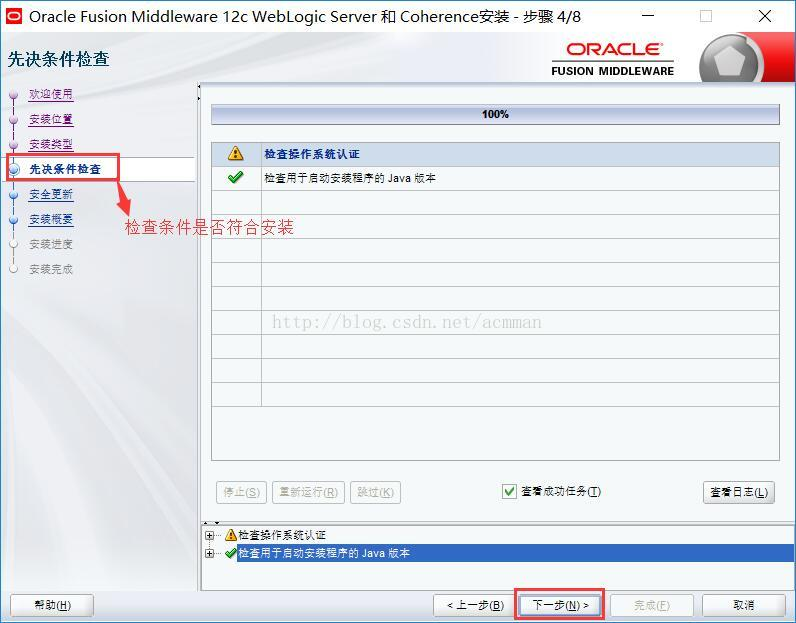 Oracle Fusion Middleware 12c WebLogic Server 和 Coherence安装 - 步骤 4/8
先决条件检查
ORACLE
FUSION MIDDLEWARE
欢迎使用
安装位置
安装类型
先决条件检查
安全更新
安装概要
安装进度
安装完成
检查条件是否符合安装
100%
检查操作系统认证
检查用于启动安装程序的 Java 版本
http://blog.csdn.net/acmman
停止(S)
重新运行(R)
跳过(K)
查看成功任务(T)
查看日志(L)
检查操作系统认证
检查用于启动安装程序的 Java 版本
帮助(H)
< 上一步(B)
下一步(N) >
完成(F)
取消